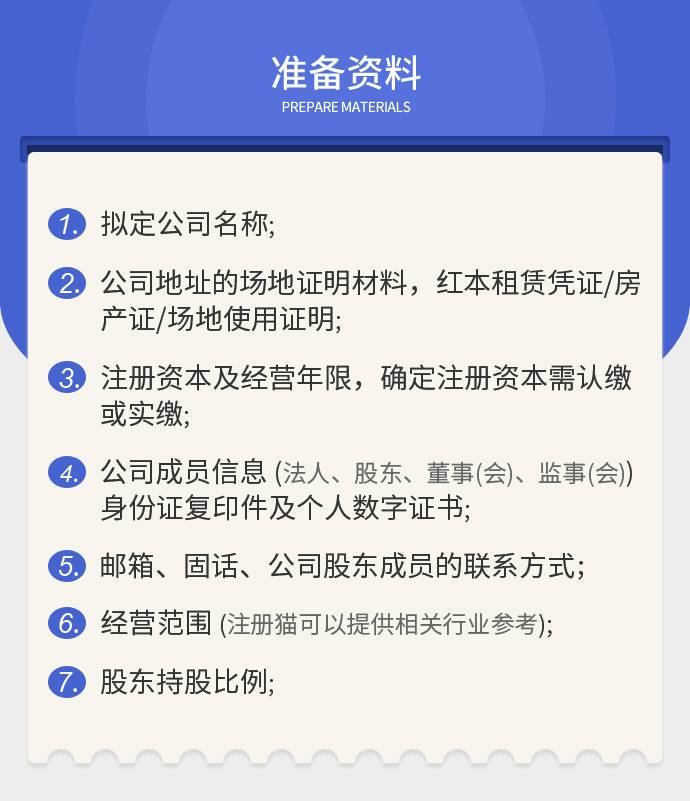 准备资料
PREPARE MATERIALS
1. 拟定公司名称;
2. 公司地址的场地证明材料，红本租赁凭证/房
产证/场地使用证明;
3. 注册资本及经营年限，确定注册资本需认缴
或实缴;
4. 公司成员信息 (法人、股东、董事(会)、监事(会))
身份证复印件及个人数字证书;
5. 邮箱、固话、公司股东成员的联系方式;
6. 经营范围 (注册猫可以提供相关行业参考);
7. 股东持股比例;